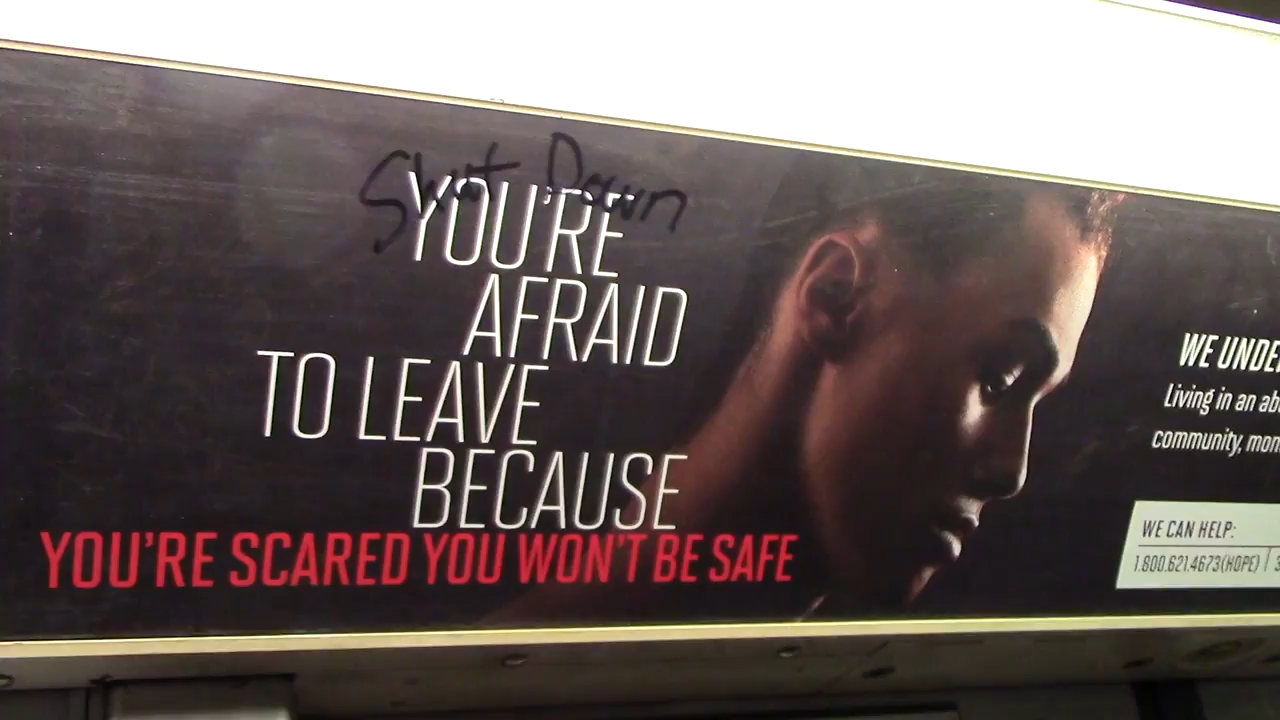 Shut Down
YOU'RE
AFRAID
TO LEAVE
BECAUSE
YOU'RE SCARED YOU WON'T BE SAFE
WE UNDE
Living in an ab
community, mon
WE CAN HELP:
1.800.621.4673(HOPE) | 3